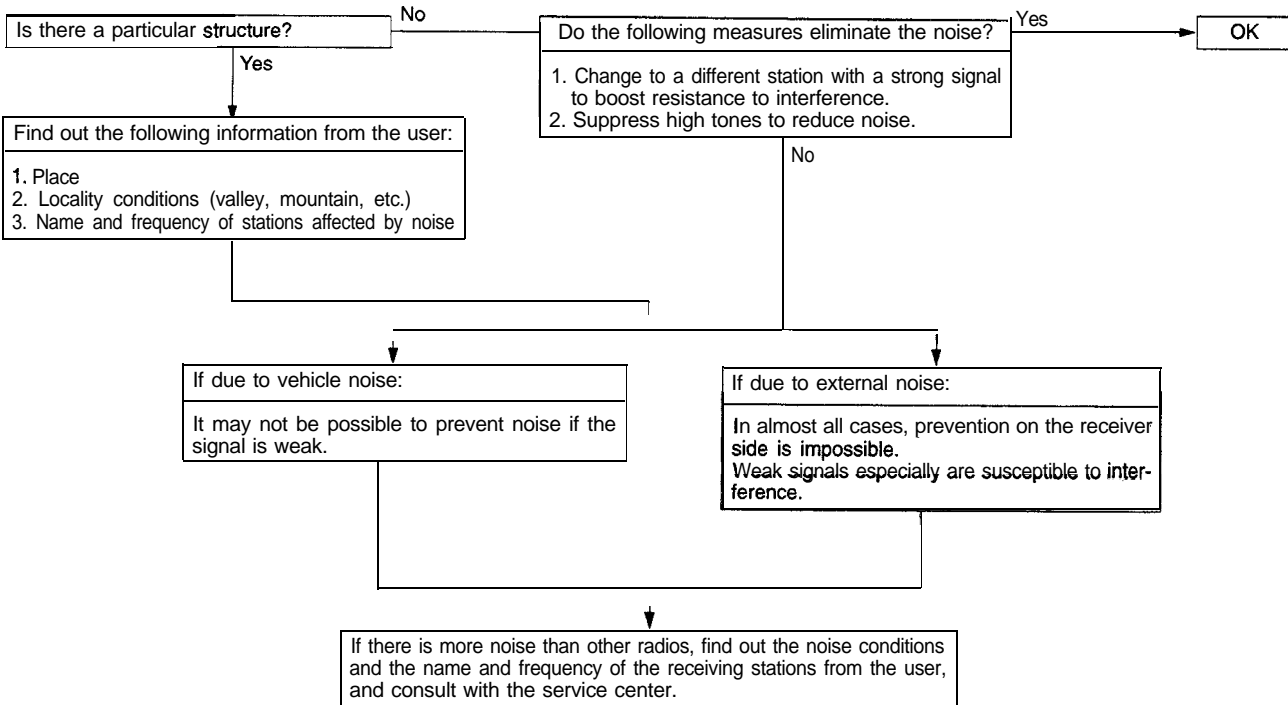 Is there a particular structure?
No
Yes
Do the following measures eliminate the noise?
1. Change to a different station with a strong signal
to boost resistance to interference.
2. Suppress high tones to reduce noise.
Yes
OK
No
Find out the following information from the user:
1. Place
2. Locality conditions (valley, mountain, etc.)
3. Name and frequency of stations affected by noise
If due to vehicle noise:
It may not be possible to prevent noise if the
signal is weak.
If due to external noise:
In almost all cases, prevention on the receiver
side is impossible.
Weak signals especially are susceptible to inter-
ference.
If there is more noise than other radios, find out the noise conditions
and the name and frequency of the receiving stations from the user,
and consult with the service center.